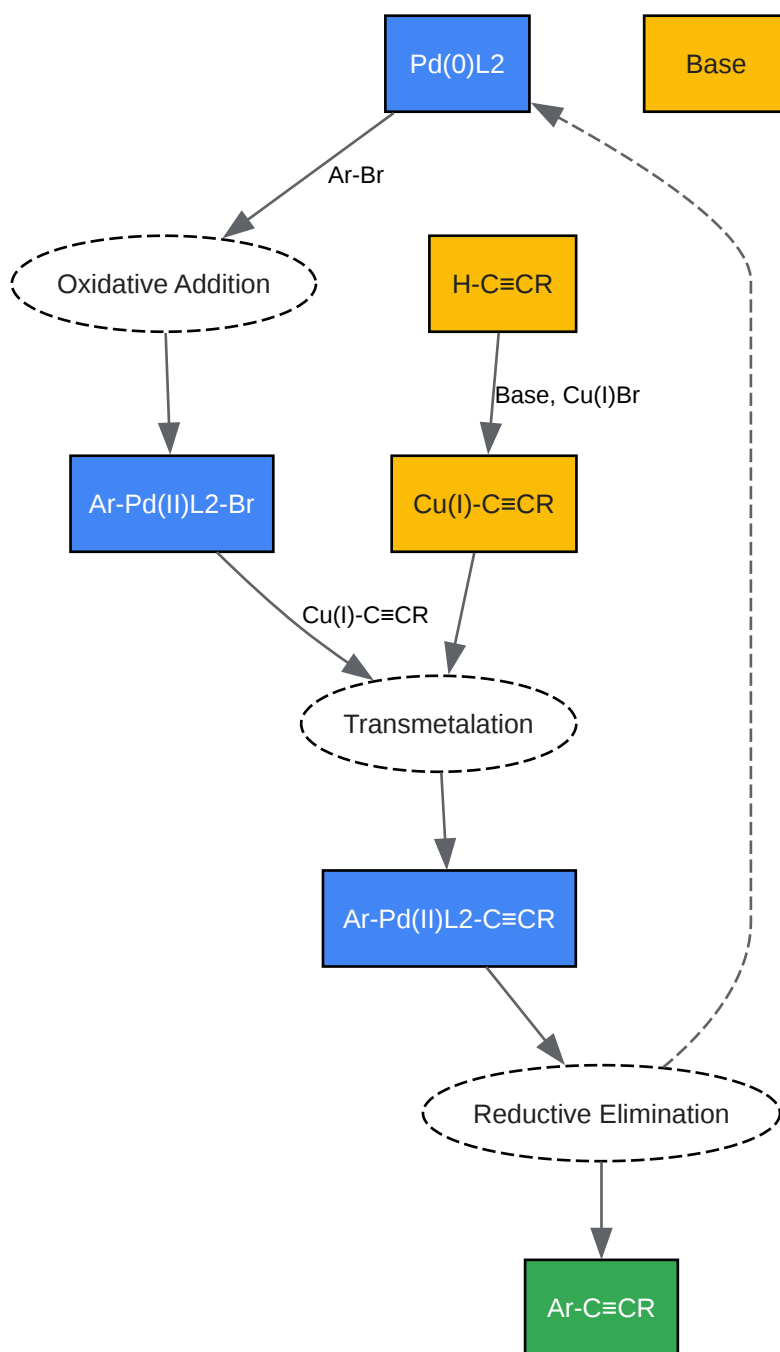 Pd(0)L2
Base
Ar-Br
Oxidative Addition
H-C≡CR
Base, Cu(I)Br
Ar-Pd(II)L2-Br
Cu(I)-C≡CR
Cu(I)-C≡CR
Transmetalation
Ar-Pd(II)L2-C≡CR
Reductive Elimination
Ar-C≡CR